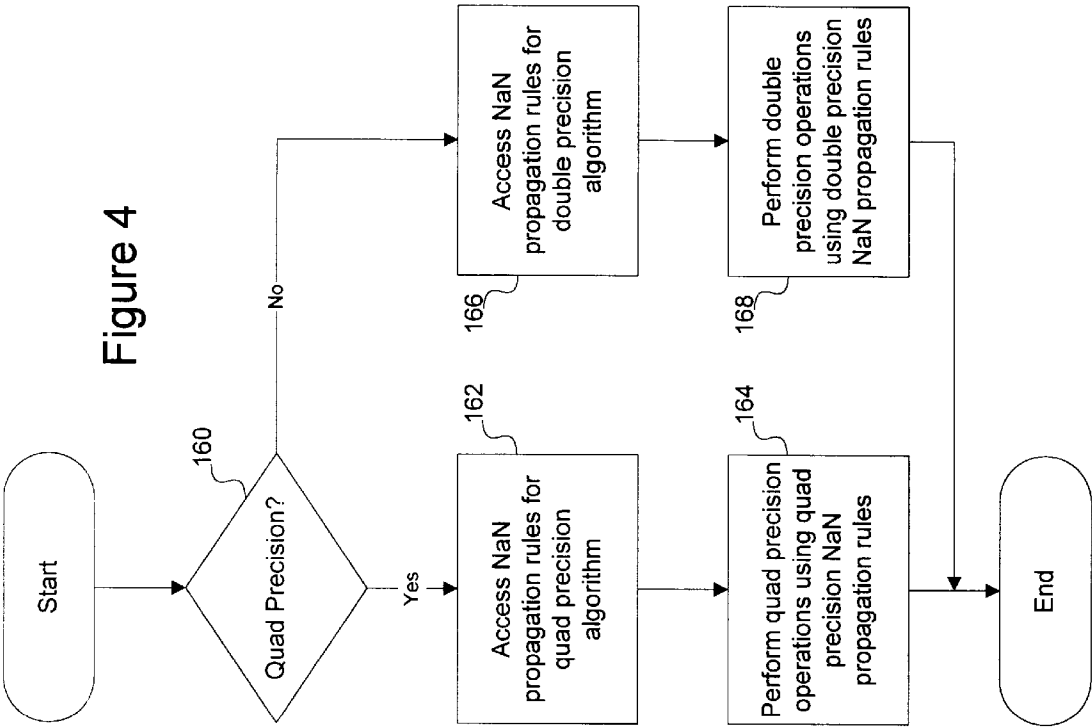 Figure 4
Start
Quad Precision?
160
No
Yes
Access NaN
propagation rules for
quad precision
algorithm
162
Access NaN
propagation rules for
double precision
algorithm
166
Perform quad precision
operations using quad
precision NaN
propagation rules
164
Perform double
precision operations
using double precision
NaN propagation rules
168
End